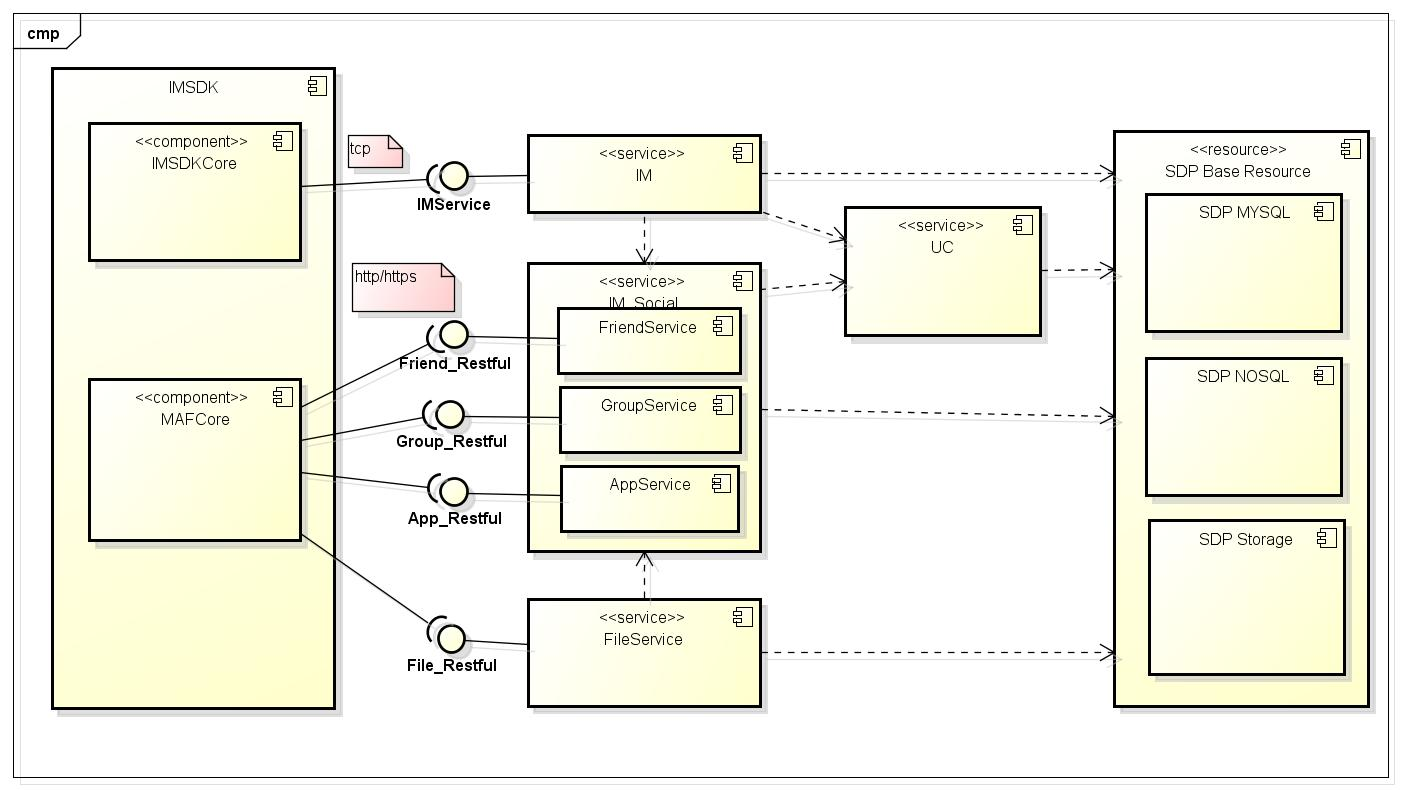 cmp
IMSDK
<<component>>
IMSDKCore
tcp
IMService
<<service>>
IM
<<resource>>
SDP Base Resource
SDP MYSQL
<<service>>
UC
http/https
<<service>>
IM_Social
FriendService
Friend_Restful
<<component>>
MAFCore
GroupService
Group_Restful
SDP NOSQL
AppService
App_Restful
SDP Storage
<<service>>
FileService
File_Restful